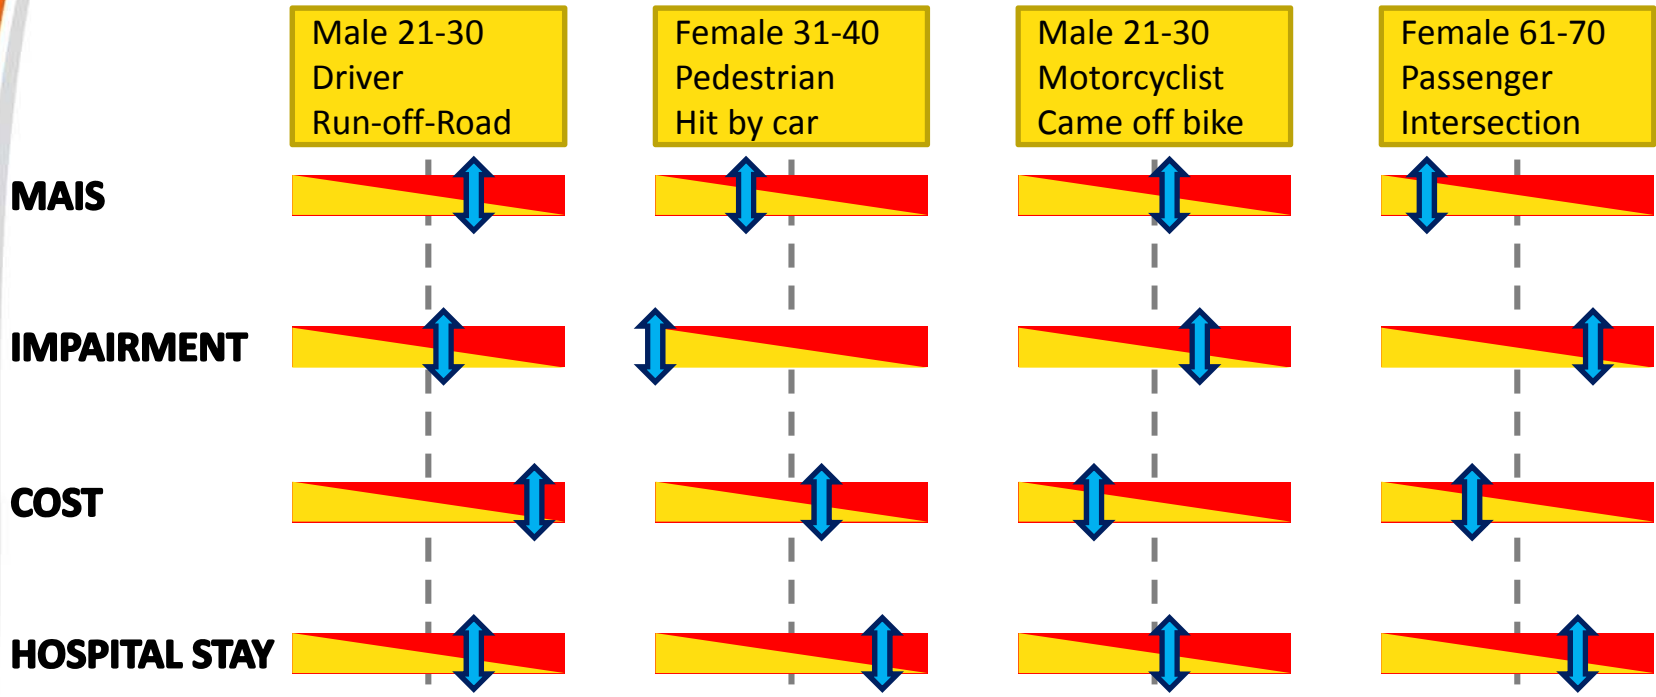 Male 21-30
Driver
Run-off-Road
Female 31-40
Pedestrian
Hit by car
Male 21-30
Motorcyclist
Came off bike
Female 61-70
Passenger
Intersection
MAIS
IMPAIRMENT
COST
HOSPITAL STAY